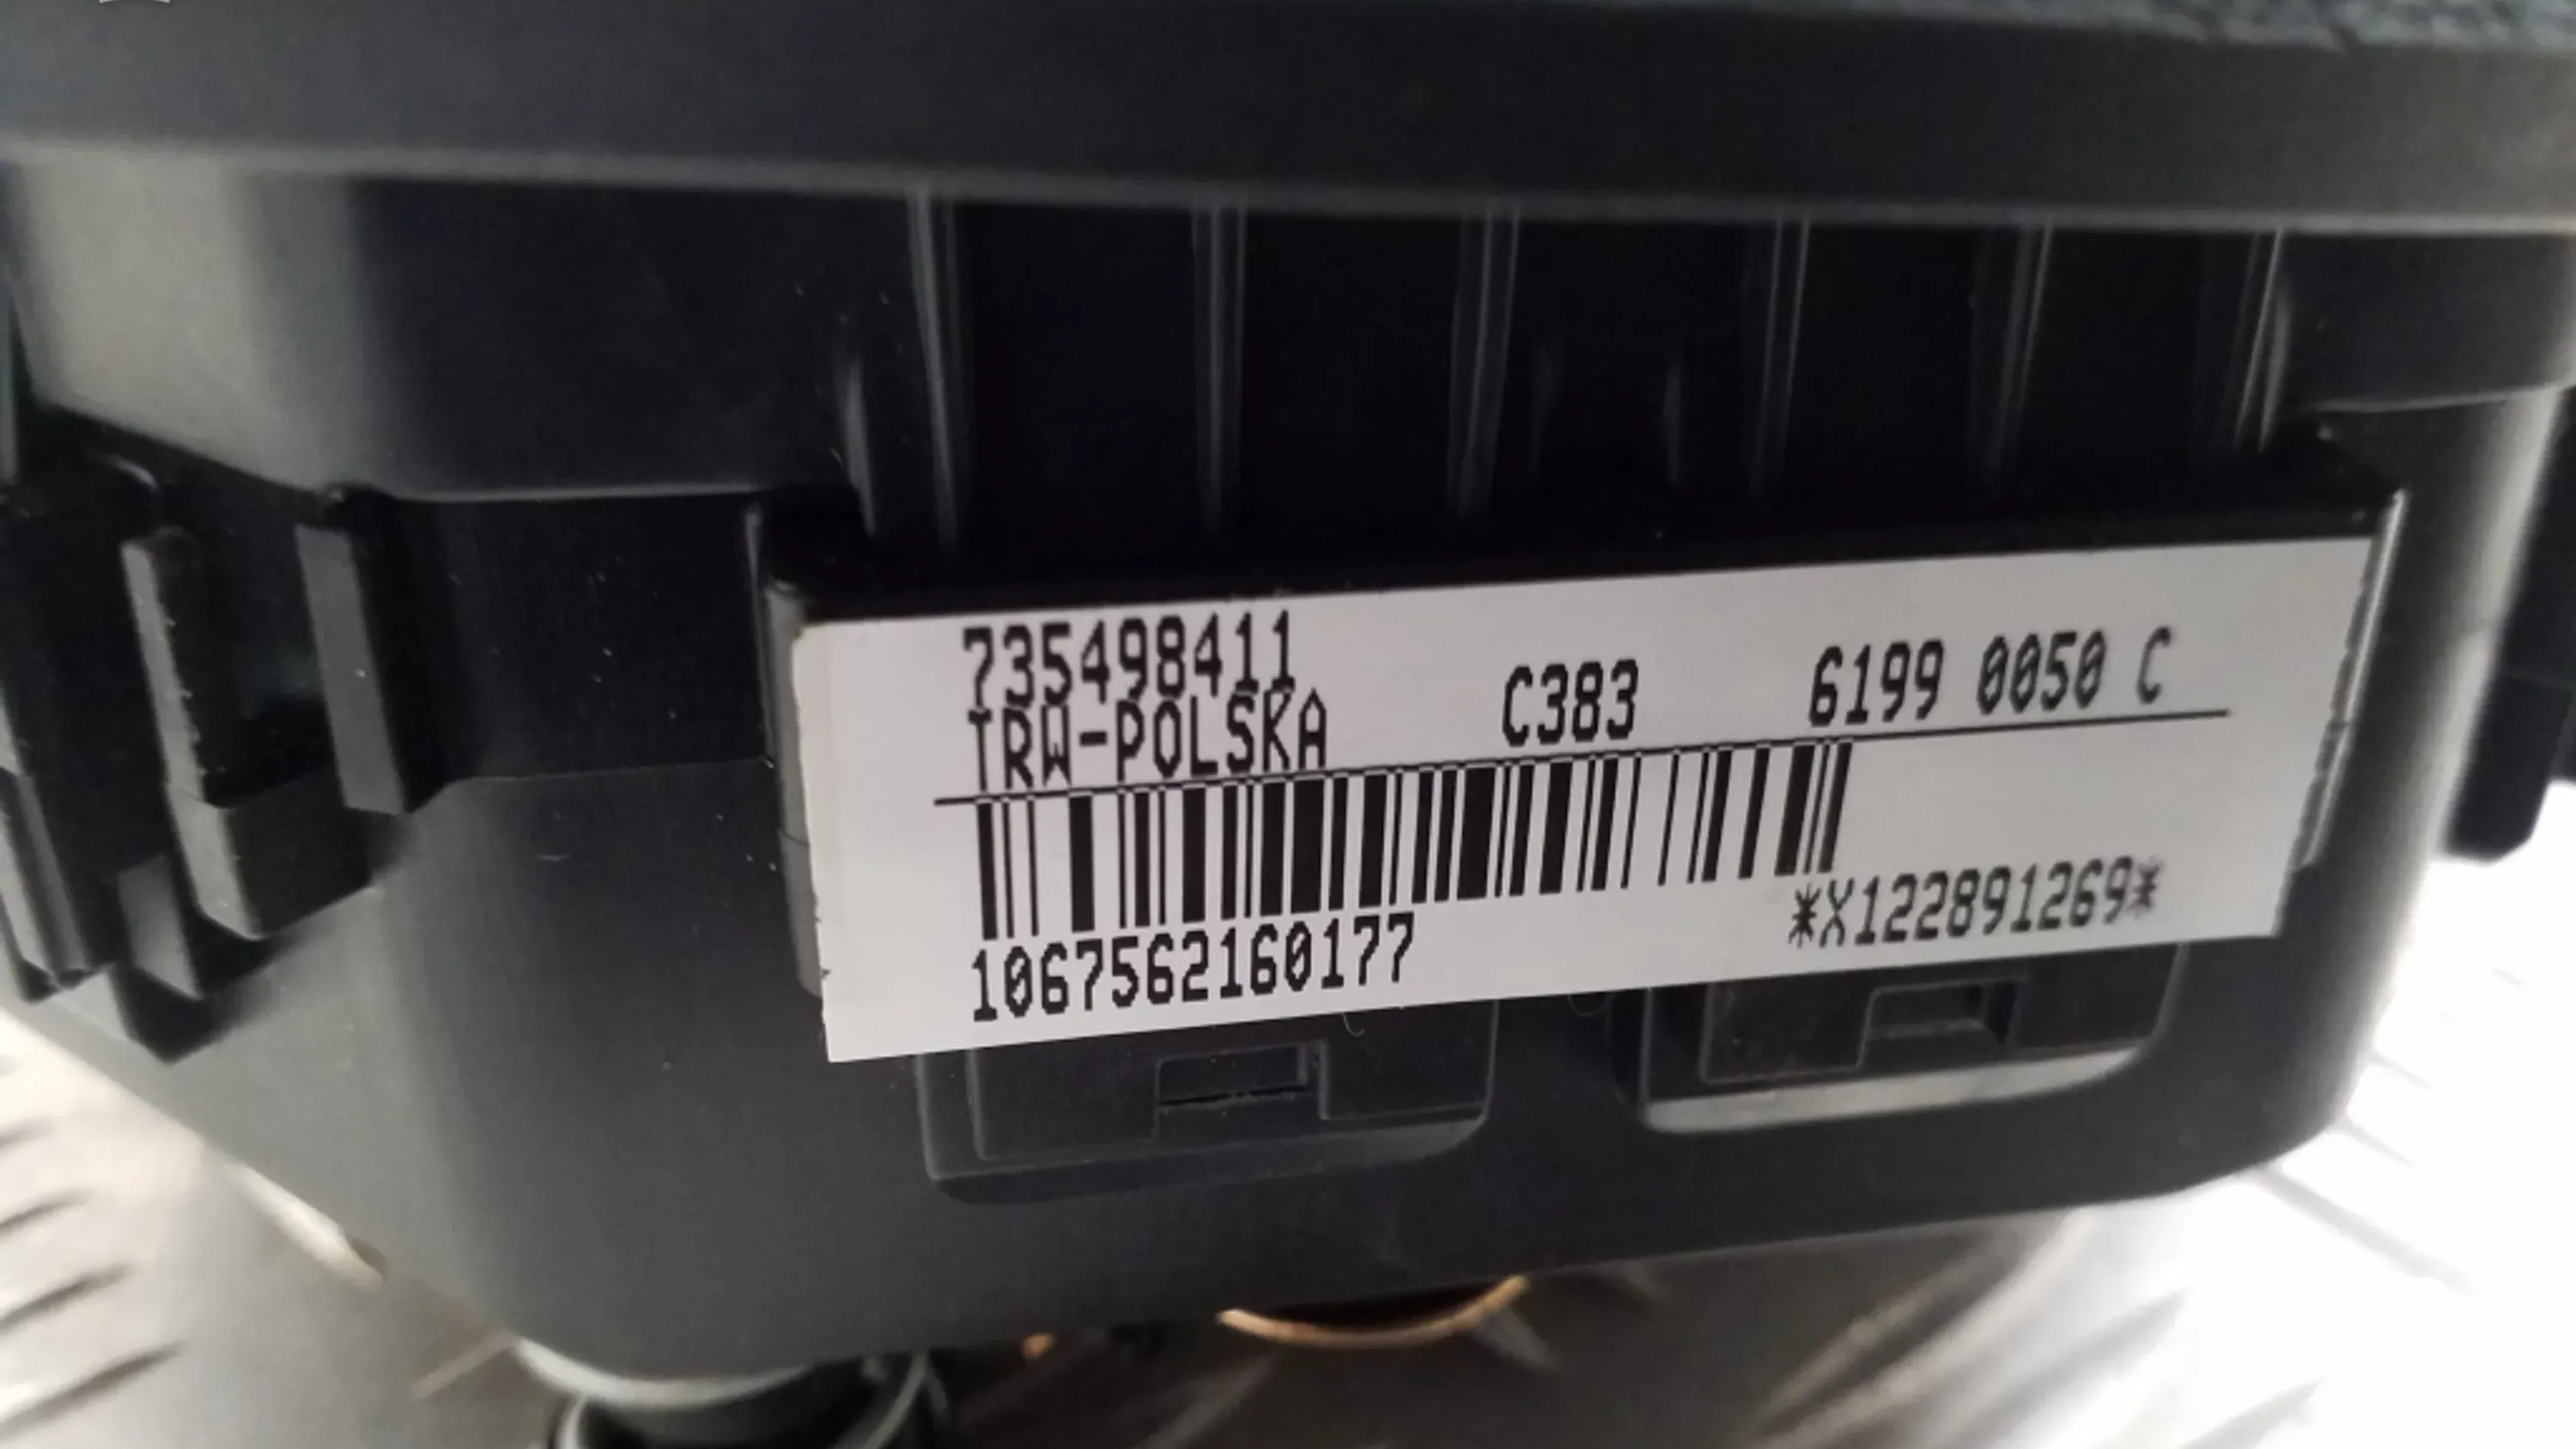 735498411
TRW-POLSKA C383 6199 0050 C
1067562160177 *X122891269*